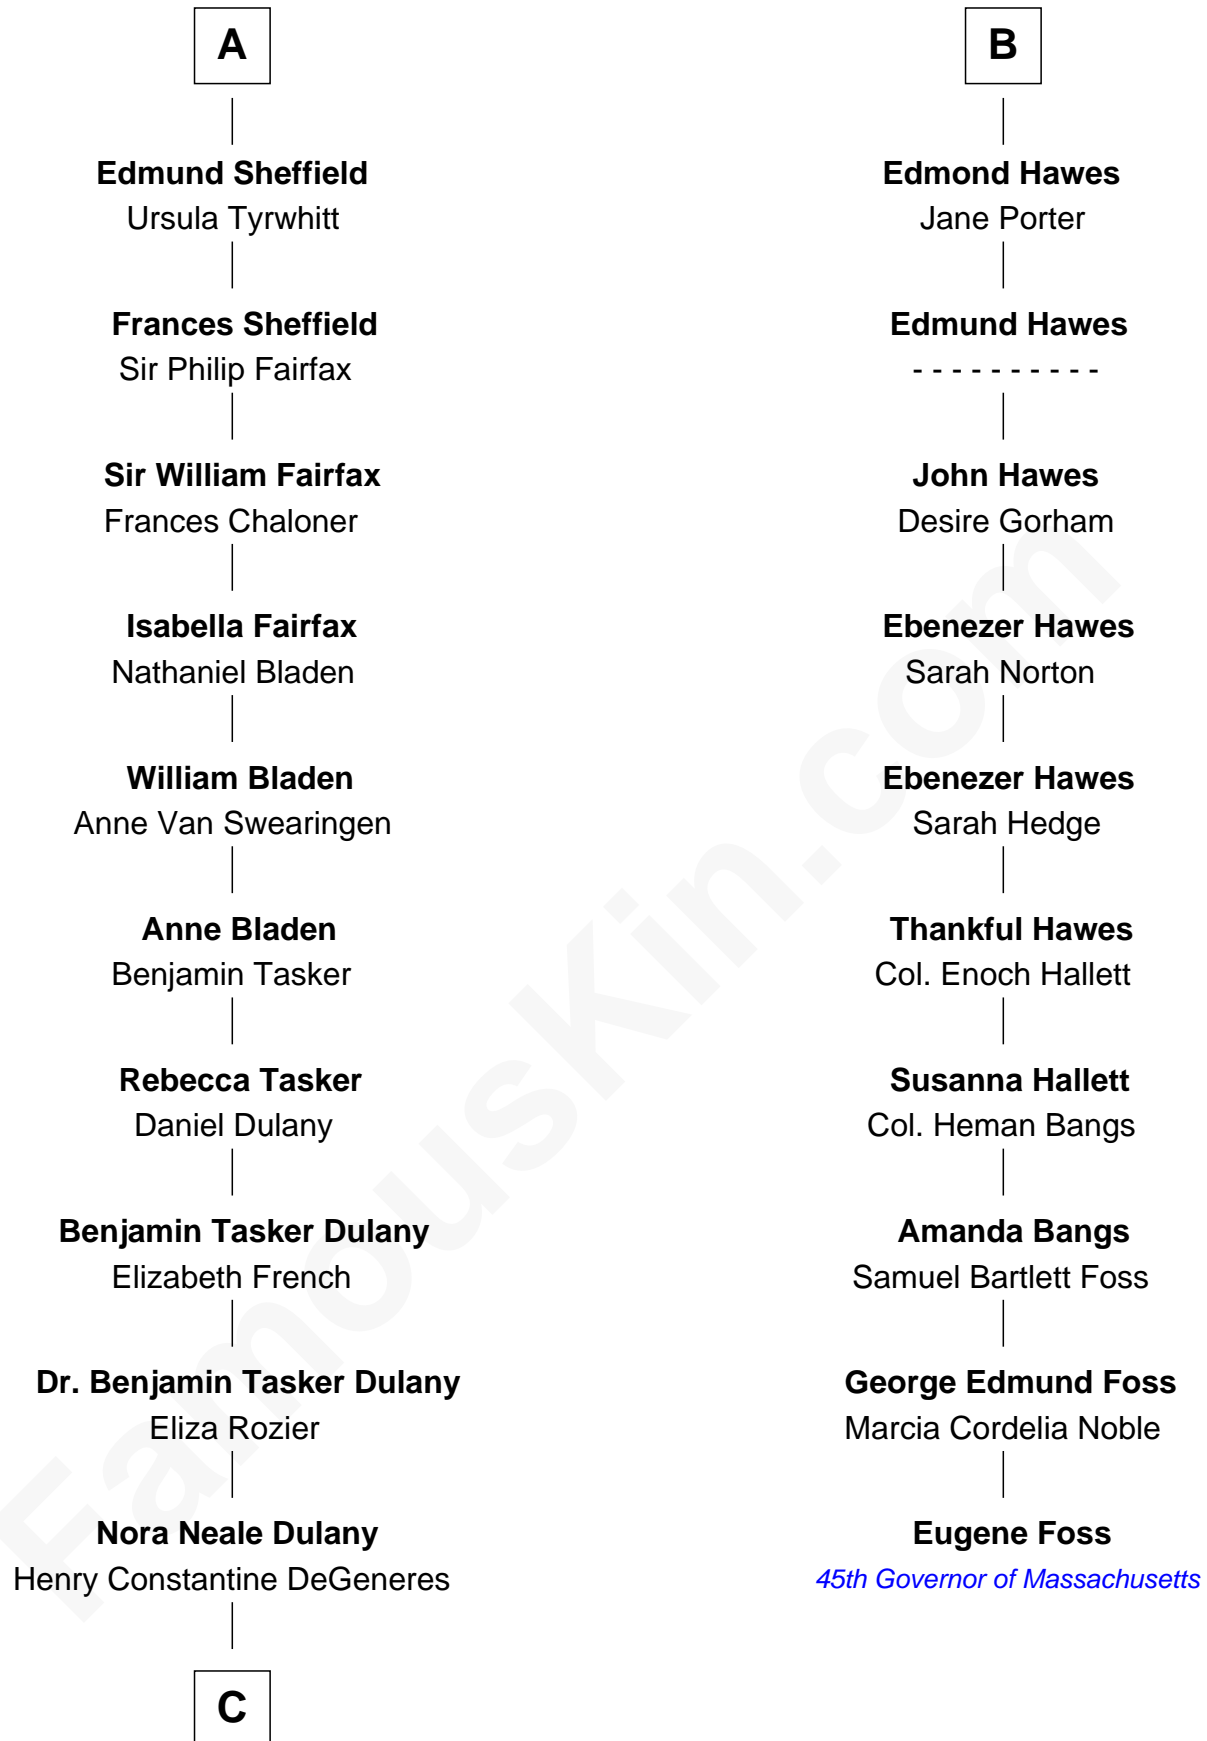 A
Edmund Sheffield
Ursula Tyrwhitt
Frances Sheffield
Sir Philip Fairfax
Sir William Fairfax
Frances Chaloner
Isabella Fairfax
Nathaniel Bladen
William Bladen
Anne Van Swearingen
Anne Bladen
Benjamin Tasker
Rebecca Tasker
Daniel Dulany
Benjamin Tasker Dulany
Elizabeth French
Dr. Benjamin Tasker Dulany
Eliza Rozier
Nora Neale Dulany
Henry Constantine DeGeneres
C
B
Edmond Hawes
Jane Porter
Edmund Hawes
- - - - - - - - - -
John Hawes
Desire Gorham
Ebenezer Hawes
Sarah Norton
Ebenezer Hawes
Sarah Hedge
Thankful Hawes
Col. Enoch Hallett
Susanna Hallett
Col. Heman Bangs
Amanda Bangs
Samuel Bartlett Foss
George Edmund Foss
Marcia Cordelia Noble
Eugene Foss
45th Governor of Massachusetts
FamousKin.com